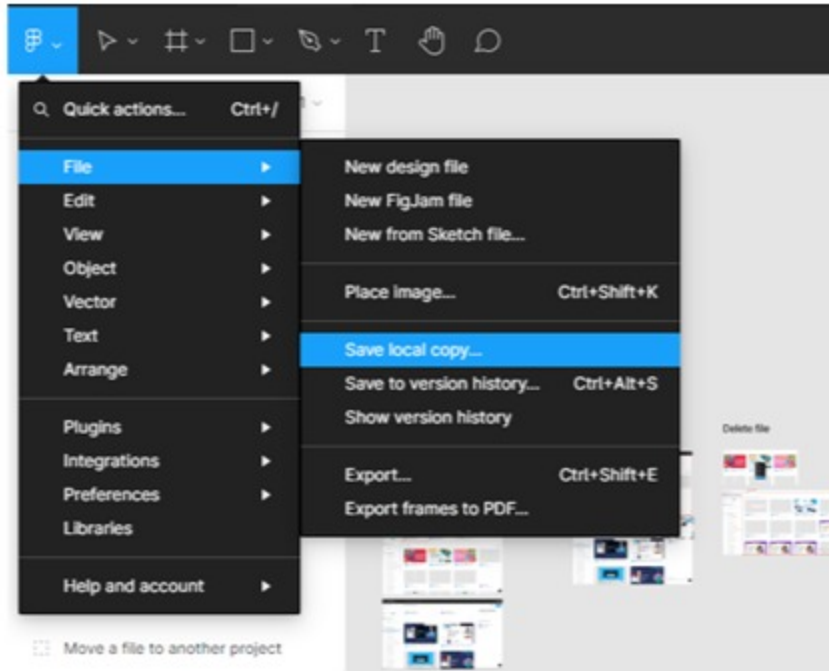 Quick actions... Ctrl+/
File
Edit
View
Object
Vector
Text
Arrange
Plugins
Integrations
Preferences
Libraries
Help and account
New design file
New FigJam file
New from Sketch file...
Place image... Ctrl+Shift+K
Save local copy...
Save to version history... Ctrl+Alt+S
Show version history
Export... Ctrl+Shift+E
Export frames to PDF...
Delete file
Move a file to another project